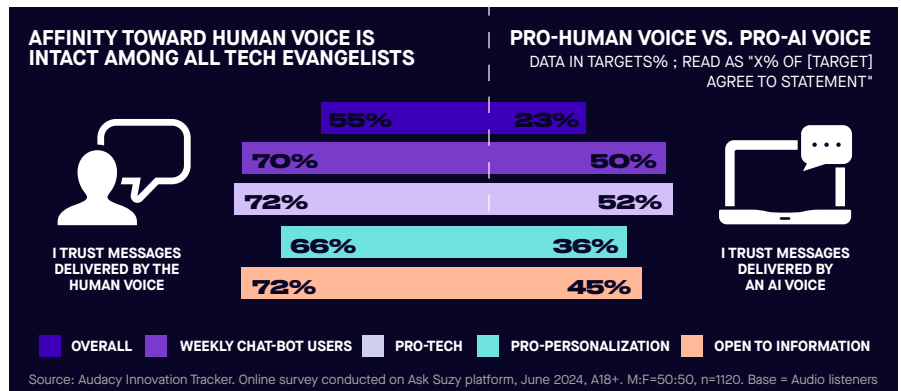 AFFINITY TOWARD HUMAN VOICE IS
INTACT AMONG ALL TECH EVANGELISTS
PRO-HUMAN VOICE VS. PRO-AI VOICE
DATA IN TARGETS% ; READ AS "X% OF [TARGET]
AGREE TO STATEMENT"
55% 23%
70% 50%
72% 52%
66% 36%
72% 45%
I TRUST MESSAGES
DELIVERED BY THE
HUMAN VOICE
I TRUST MESSAGES
DELIVERED BY
AN AI VOICE
OVERALL WEEKLY CHAT-BOT USERS PRO-TECH PRO-PERSONALIZATION OPEN TO INFORMATION
Source: Audacy Innovation Tracker. Online survey conducted on Ask Suzy platform, June 2024, A18+. M:F=50:50, n=1120. Base = Audio listeners